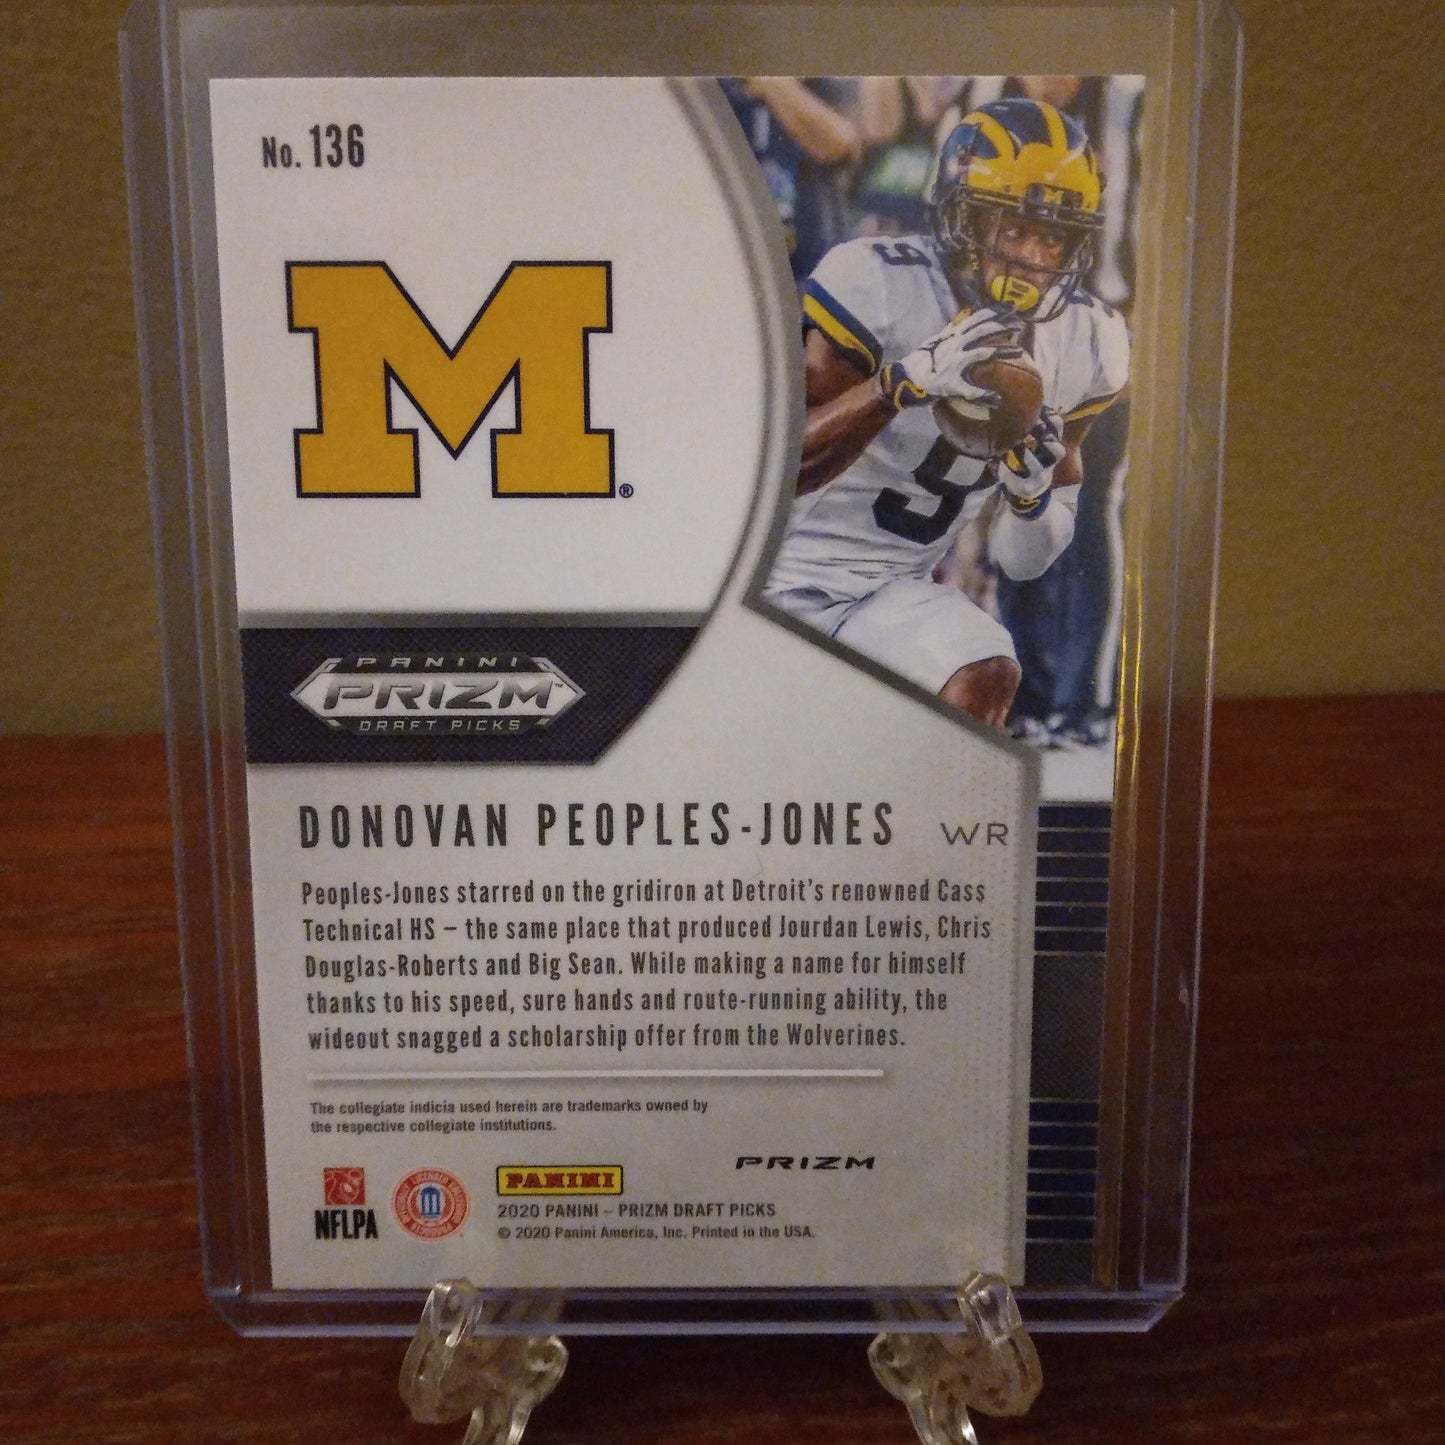 No. 136
M®
9
9
PANINI
PRIZM™
DRAFT PICKS
DONOVAN PEOPLES-JONES WR
Peoples-Jones starred on the gridiron at Detroit's renowned Cass
Technical HS – the same place that produced Jourdan Lewis, Chris
Douglas-Roberts and Big Sean. While making a name for himself
thanks to his speed, sure hands and route-running ability, the
wideout snagged a scholarship offer from the Wolverines.
The collegiate indicia used herein are trademarks owned by
the respective collegiate institutions.
PRIZM
NFLPA
PANINI
2020 PANINI – PRIZM DRAFT PICKS
© 2020 Panini America, Inc. Printed in the USA.